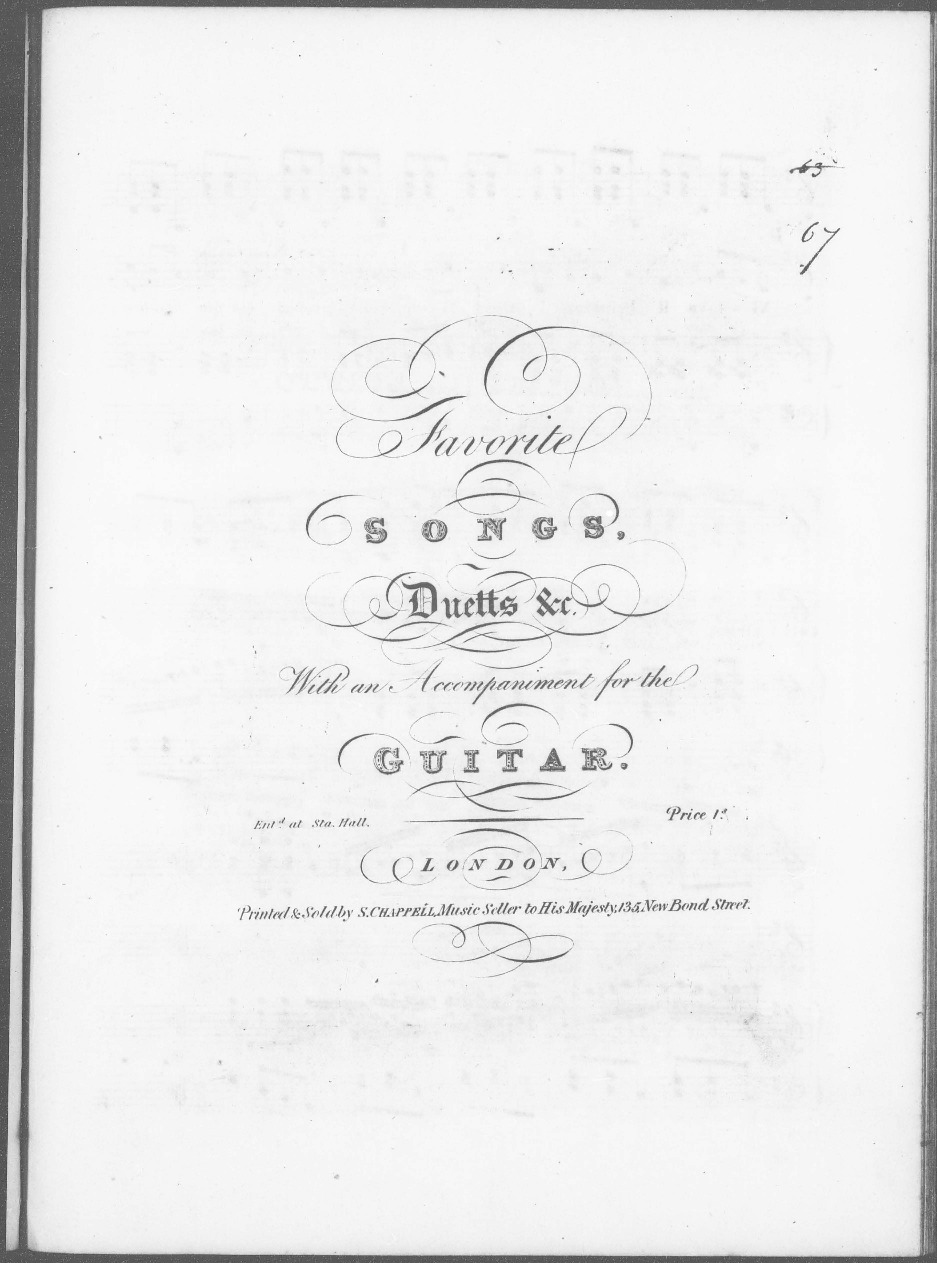 63
67
Favorite
SONGS,
Duetts &c.
With an Accompaniment for the
GUITAR.
Ent.d at Sta. Hall.
Price 1s
LONDON,
Printed & Sold by S. CHAPPELL, Music Seller to His Majesty, 135, New Bond Street.